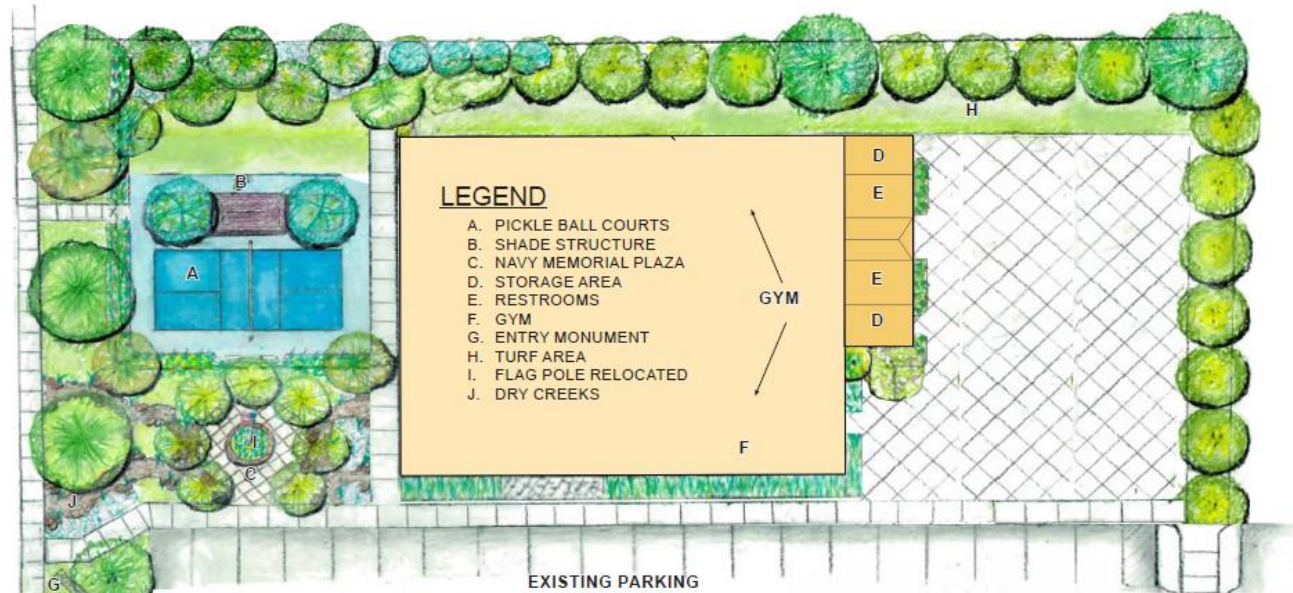 H
D
B
E
LEGEND
A. PICKLE BALL COURTS
B. SHADE STRUCTURE
C. NAVY MEMORIAL PLAZA
D. STORAGE AREA
E. RESTROOMS
F. GYM
G. ENTRY MONUMENT
H. TURF AREA
I. FLAG POLE RELOCATED
J. DRY CREEKS
A
GYM
E
D
I
F
C
J
G
EXISTING PARKING